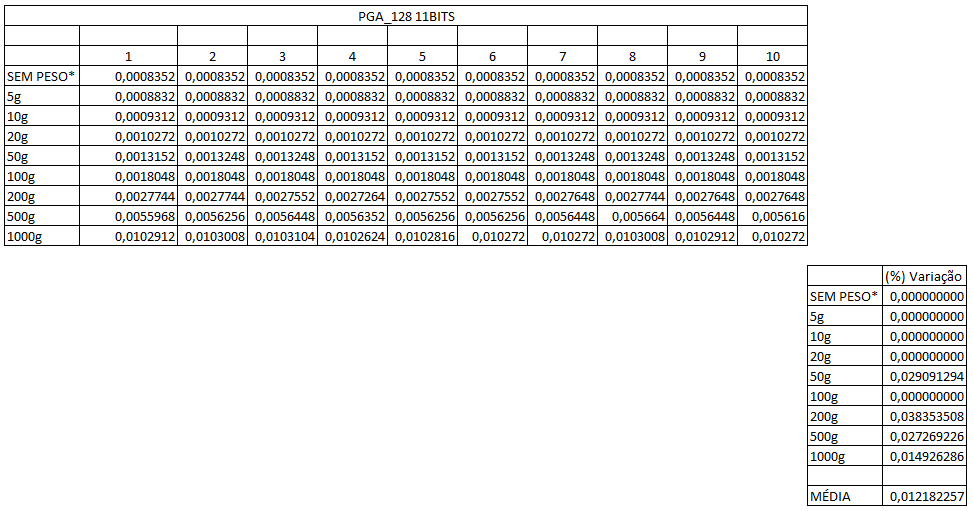 PGA_128 11BITS
1 2 3 4 5 6 7 8 9 10
SEM PESO* 0,0008352 0,0008352 0,0008352 0,0008352 0,0008352 0,0008352 0,0008352 0,0008352 0,0008352 0,0008352
5g 0,0008832 0,0008832 0,0008832 0,0008832 0,0008832 0,0008832 0,0008832 0,0008832 0,0008832 0,0008832
10g 0,0009312 0,0009312 0,0009312 0,0009312 0,0009312 0,0009312 0,0009312 0,0009312 0,0009312 0,0009312
20g 0,0010272 0,0010272 0,0010272 0,0010272 0,0010272 0,0010272 0,0010272 0,0010272 0,0010272 0,0010272
50g 0,0013152 0,0013248 0,0013248 0,0013152 0,0013152 0,0013152 0,0013248 0,0013248 0,0013248 0,0013152
100g 0,0018048 0,0018048 0,0018048 0,0018048 0,0018048 0,0018048 0,0018048 0,0018048 0,0018048 0,0018048
200g 0,0027744 0,0027744 0,0027552 0,0027264 0,0027552 0,0027552 0,0027648 0,0027744 0,0027648 0,0027648
500g 0,0055968 0,0056256 0,0056448 0,0056352 0,0056256 0,0056256 0,0056448 0,005664 0,0056448 0,005616
1000g 0,0102912 0,0103008 0,0103104 0,0102624 0,0102816 0,010272 0,010272 0,0103008 0,0102912 0,010272
(%) Variação
SEM PESO* 0,000000000
5g 0,000000000
10g 0,000000000
20g 0,000000000
50g 0,029091294
100g 0,000000000
200g 0,038353508
500g 0,027269226
1000g 0,014926286
MÉDIA 0,012182257